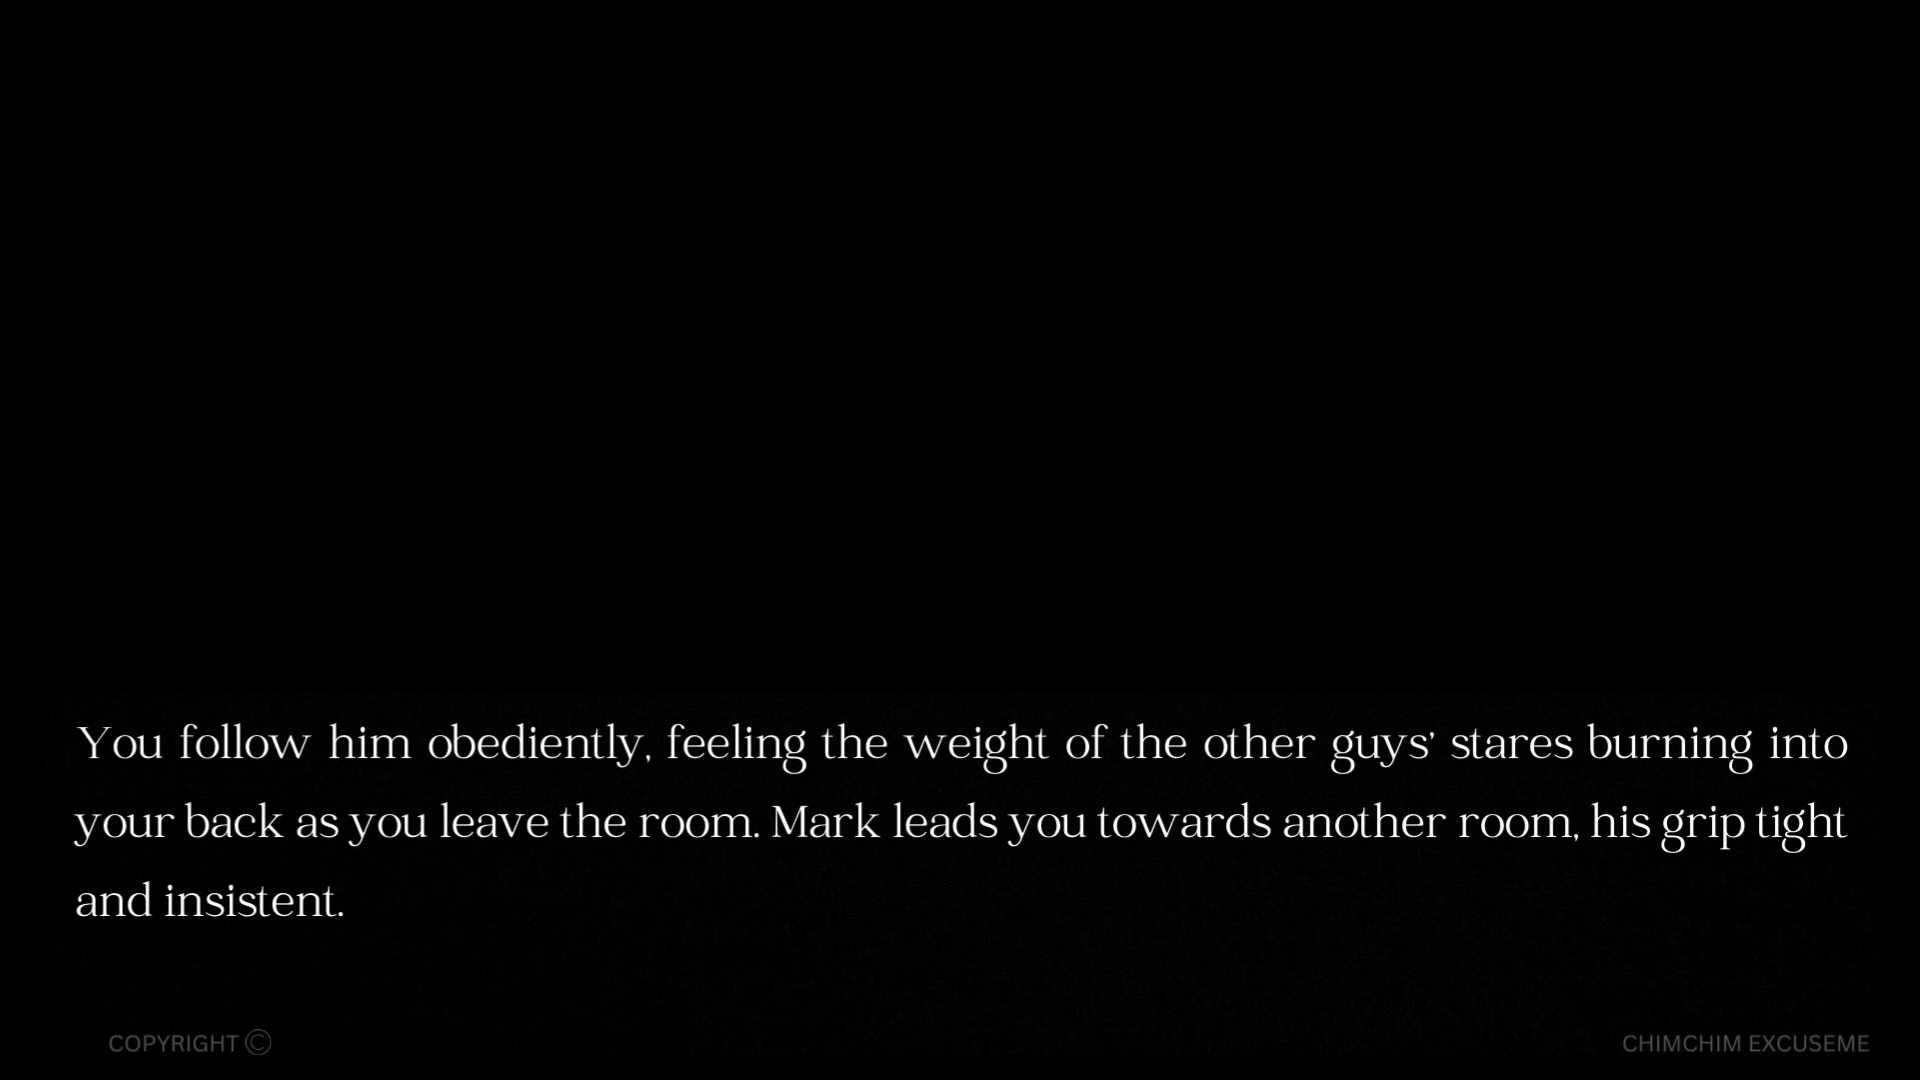 You follow him obediently, feeling the weight of the other guys' stares burning into
your back as you leave the room. Mark leads you towards another room, his grip tight
and insistent.
COPYRIGHT ©
CHIMCHIM EXCUSEME